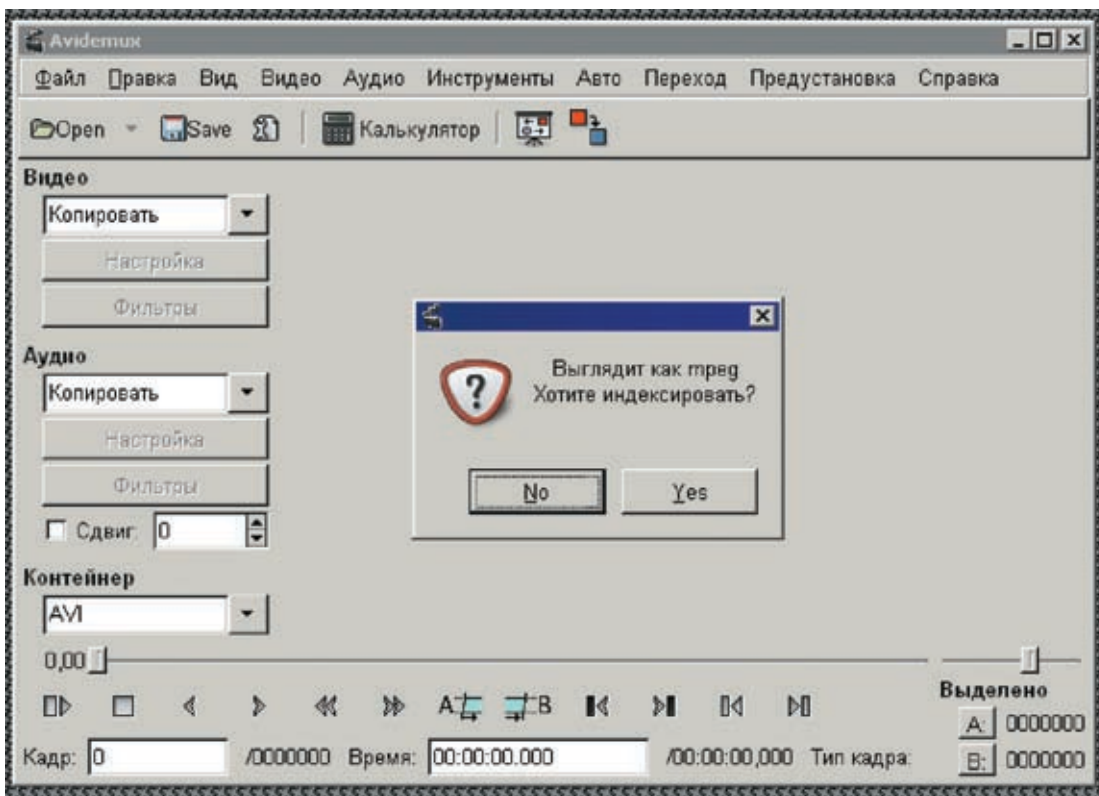 Avidemux
Файл Правка Вид Видео Аудио Инструменты Авто Переход Предустановка Справка
Open Save Калькулятор
Видео
Копировать
Настройка
Фильтры
Выглядит как mpeg
Хотите индексировать?
No Yes
Аудио
Копировать
Настройка
Фильтры
Сдвиг: 0
Контейнер
AVI
0,00
A B
Выделено
A: 0000000
B: 0000000
Кадр: 0 /0000000 Время: 00:00:00.000 /00:00:00,000 Тип кадра: